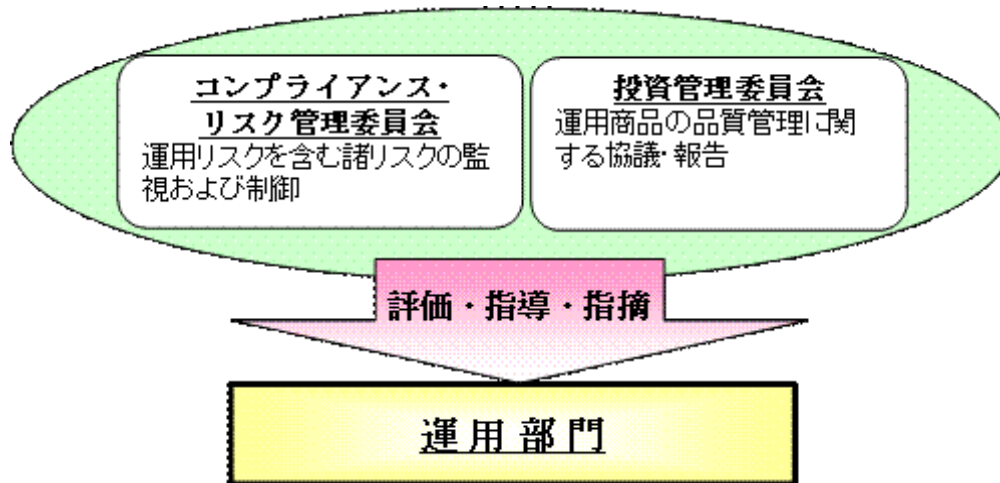 コンプライアンス・
リスク管理委員会
運用リスクを含む諸リスクの監
視および制御
投資管理委員会
運用商品の品質管理に関
する協議・報告
評価・指導・指摘
運用部門